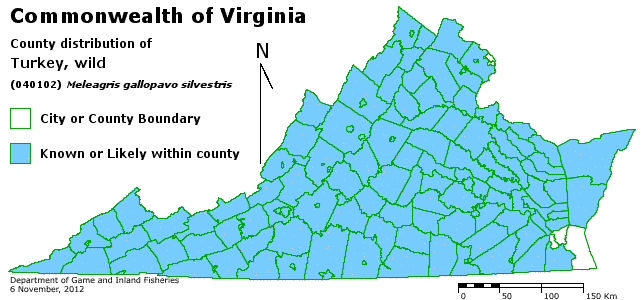 Commonwealth of Virginia
County distribution of
Turkey, wild
(040102) Meleagris gallopavo silvestris
N
City or County Boundary
Known or Likely within county
Department of Game and Inland Fisheries
6 November, 2012
0 50 100 150 Km